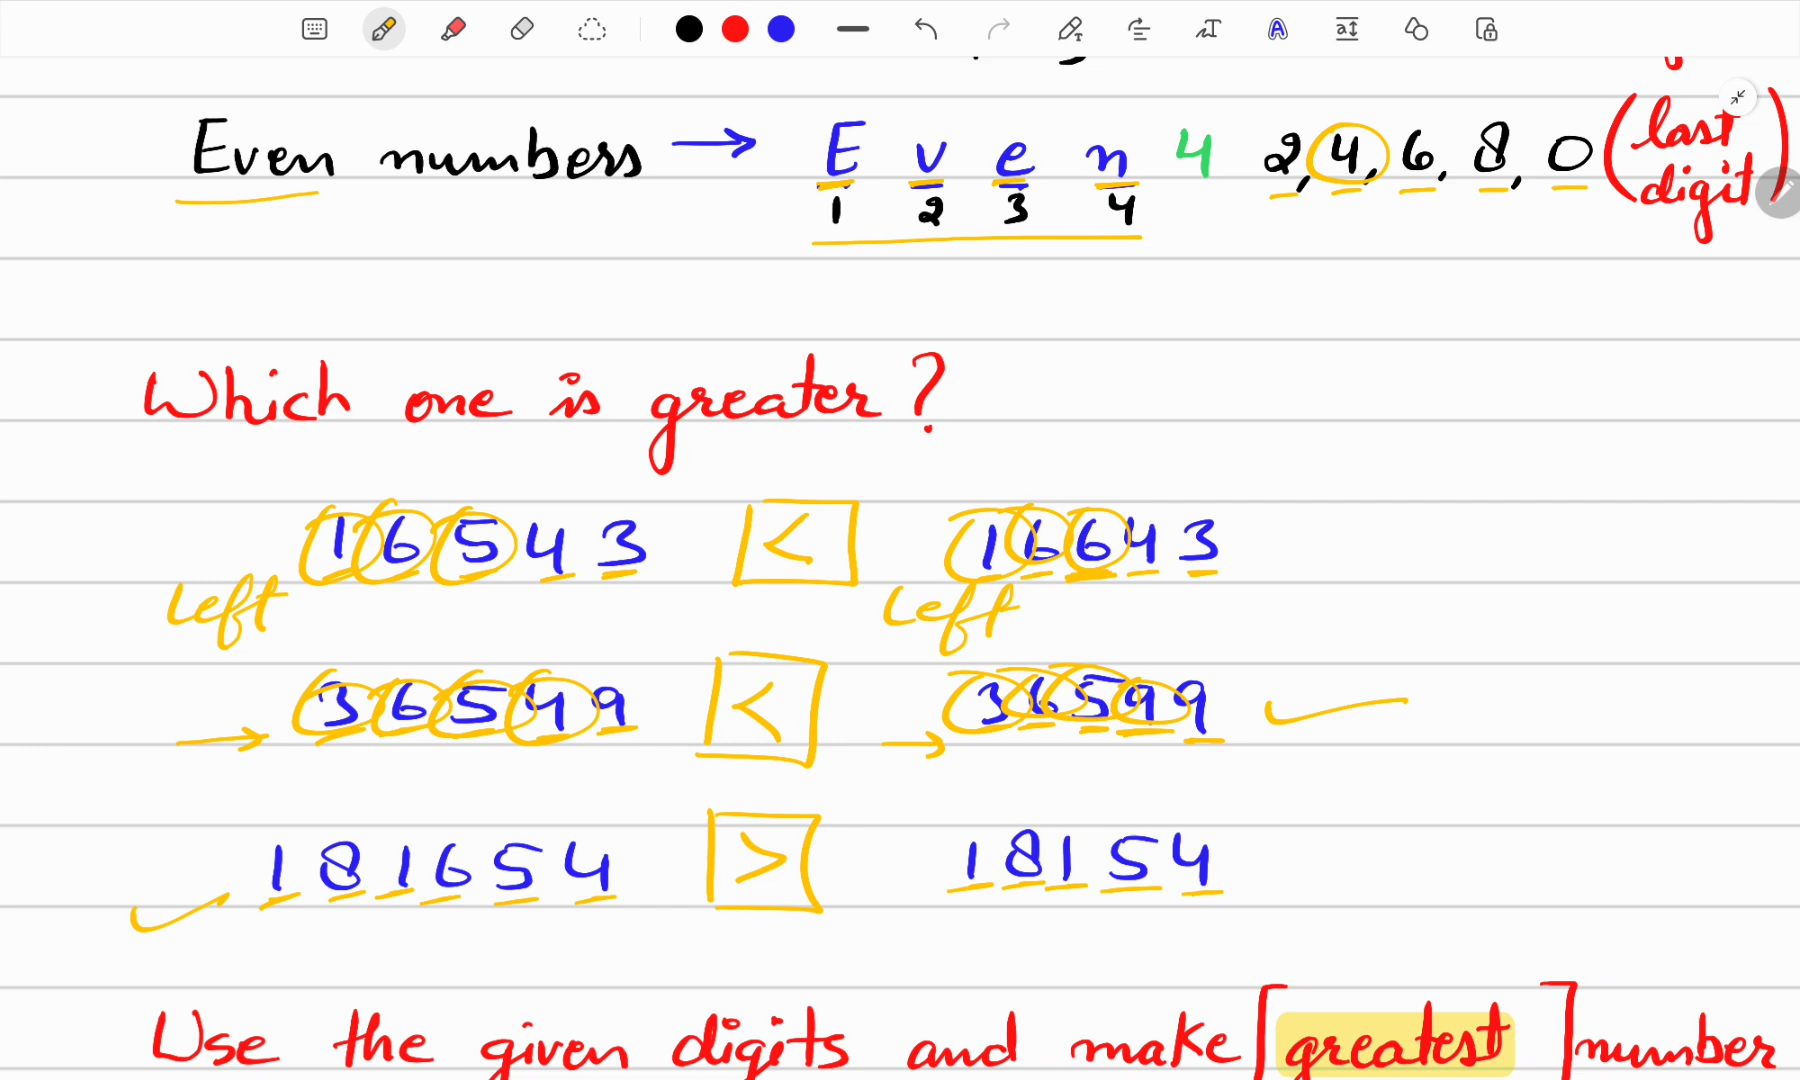 Even numbers → E v e n 4 2, 4, 6, 8, 0 (last digit)
1 2 3 4
Which one is greater?
16543 < 16643
Left Left
→ 36549 < → 36599 ✓
✓ 181654 > 18154
Use the given digits and make [greatest] number